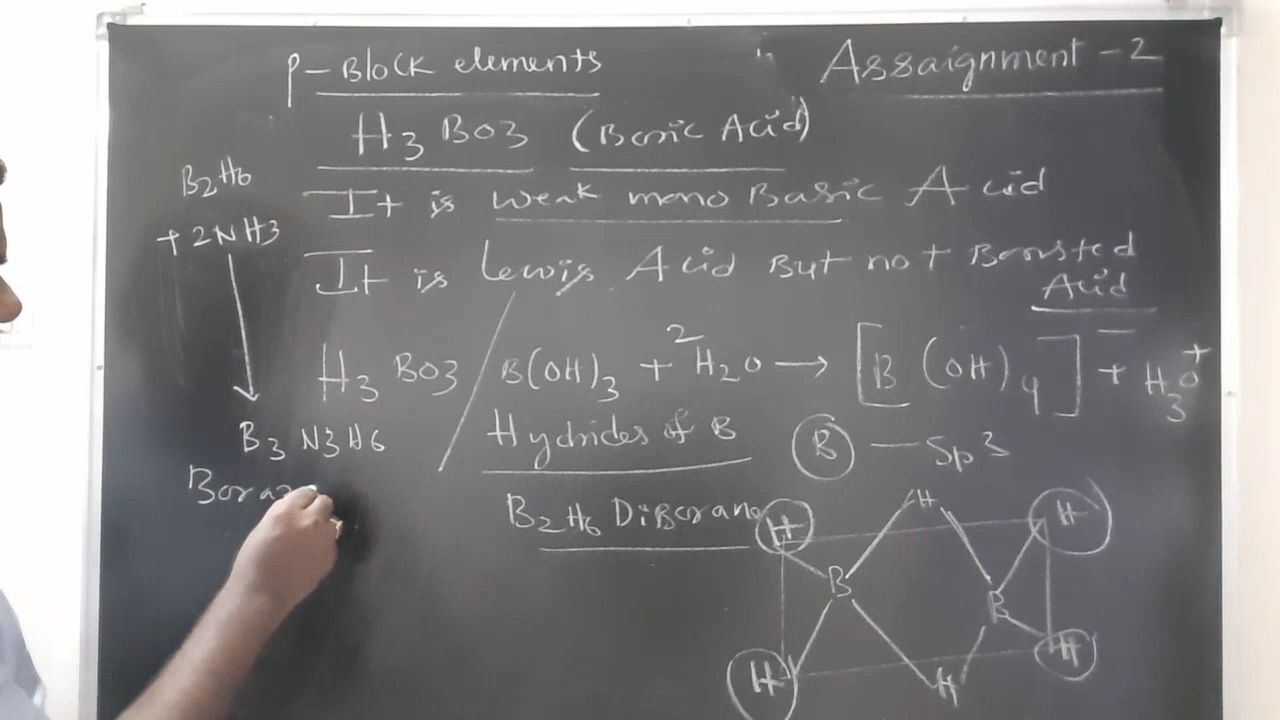 p-Block elements
Assaignment-2
H3 BO3 (Boric Acid)
B2H6
+ 2NH3
B3 N3 H6
It is weak mono Basic Acid
It is Lewis Acid But not Bronsted
Acid
H3 BO3 / B(OH)3 + 2H2O → [B (OH)4]− + H3O+
Hydrides of B
B — Sp3
B2H6 Diborane
H H H
B B
H H H